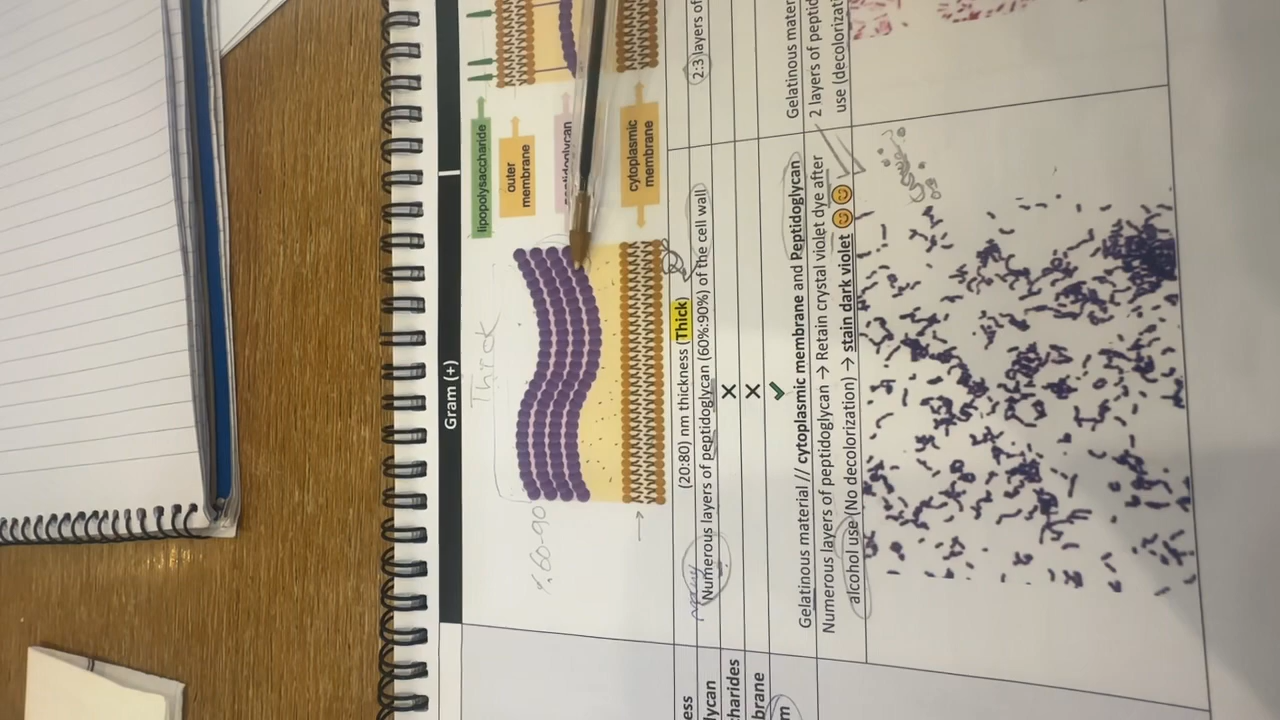 Gram (+)
Thick
%60-90
lipopolysaccharide
outer
membrane
cytoplasmic
membrane
ess
(20:80) nm thickness (Thick)
2:3 layers of
lycan
Numerous layers of peptidoglycan (60%:90%) of the cell wall
charides
✕
brane
✕
m
✓
Gelatinous material // cytoplasmic membrane and Peptidoglycan
Numerous layers of peptidoglycan → Retain crystal violet dye after
alcohol use (No decolorization) → stain dark violet 😊😊
Gelatinous mater
2 layers of peptid
use (decolorizat